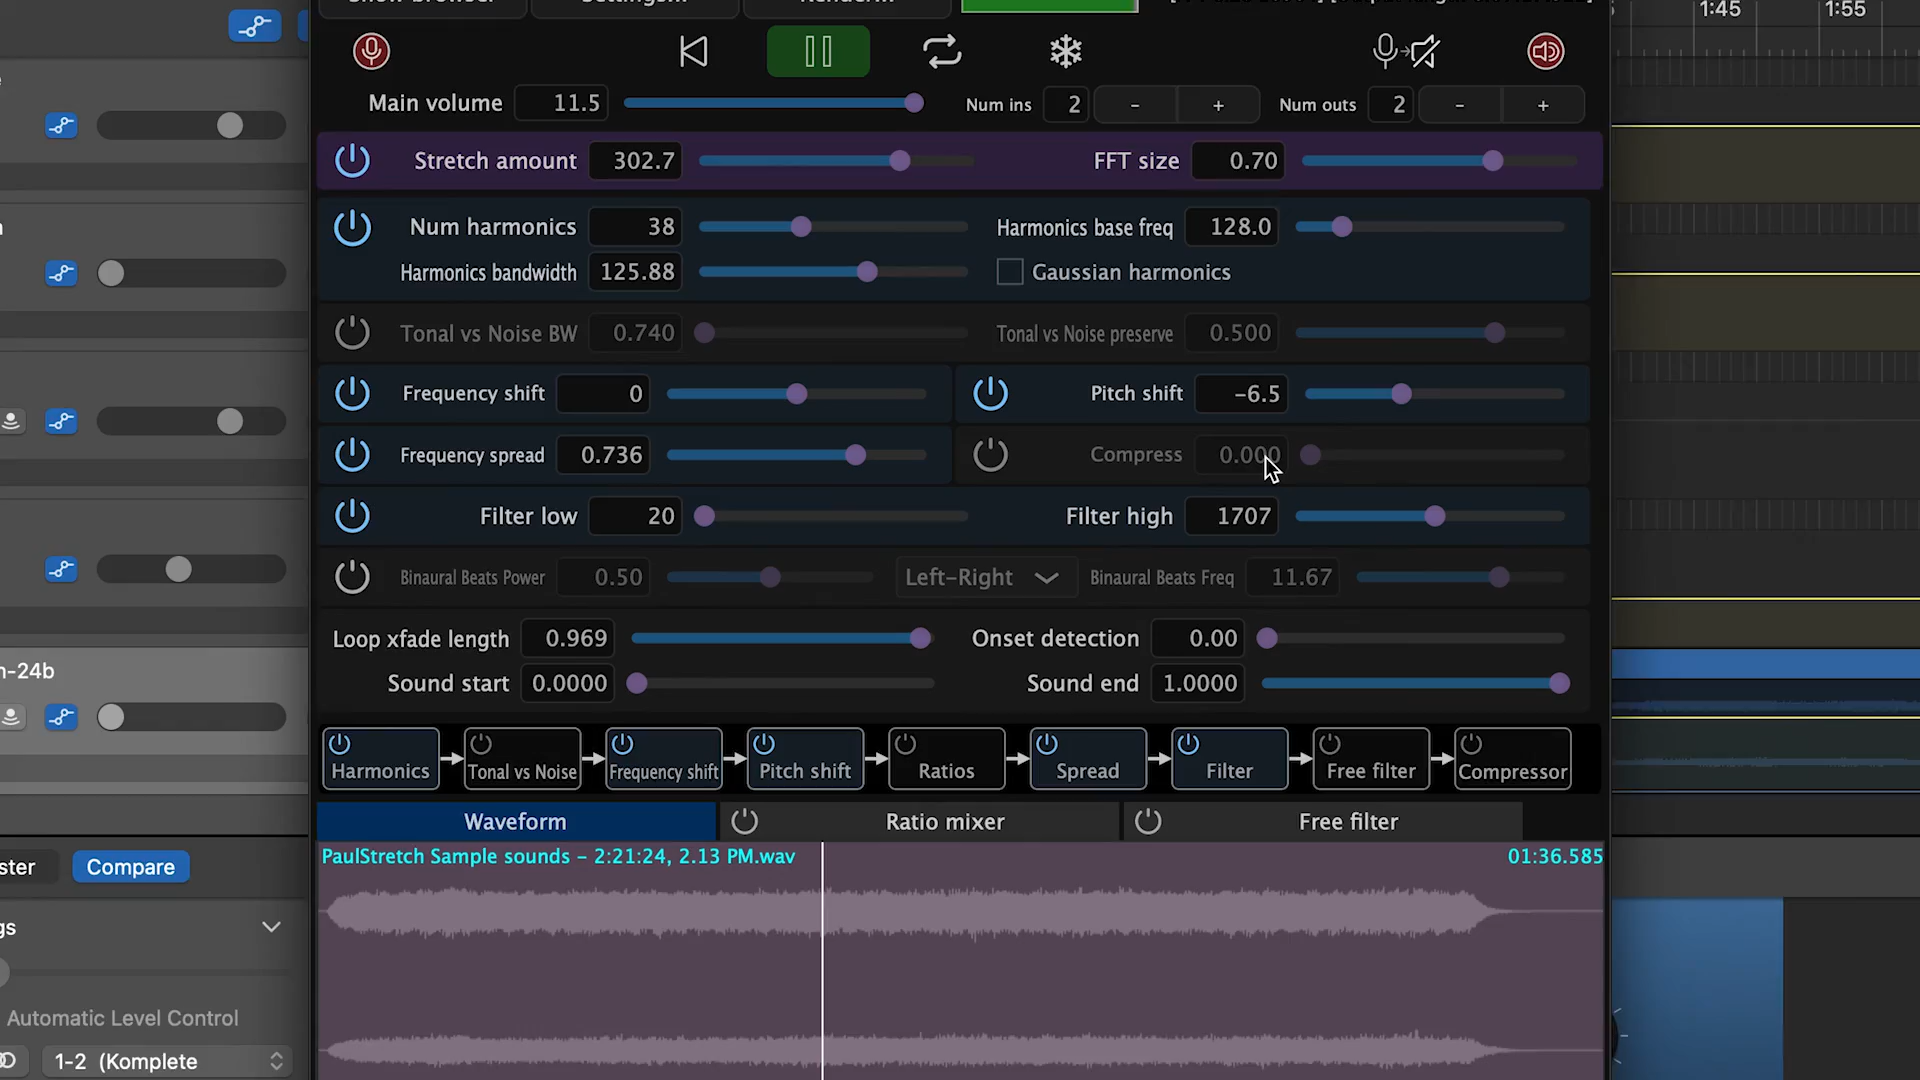 1:45
1:55
Main volume 11.5 Num ins 2 - + Num outs 2 - +
Stretch amount 302.7 FFT size 0.70
Num harmonics 38 Harmonics base freq 128.0
Harmonics bandwidth 125.88 Gaussian harmonics
Tonal vs Noise BW 0.740 Tonal vs Noise preserve 0.500
Frequency shift 0 Pitch shift -6.5
Frequency spread 0.736 Compress 0.000
Filter low 20 Filter high 1707
Binaural Beats Power 0.50 Left-Right Binaural Beats Freq 11.67
Loop xfade length 0.969 Onset detection 0.00
n-24b
Sound start 0.0000 Sound end 1.0000
Harmonics Tonal vs Noise Frequency shift Pitch shift Ratios Spread Filter Free filter Compressor
Waveform Ratio mixer Free filter
PaulStretch Sample sounds - 2:21:24, 2.13 PM.wav 01:36.585
ster Compare
gs
Automatic Level Control
1-2 (Komplete